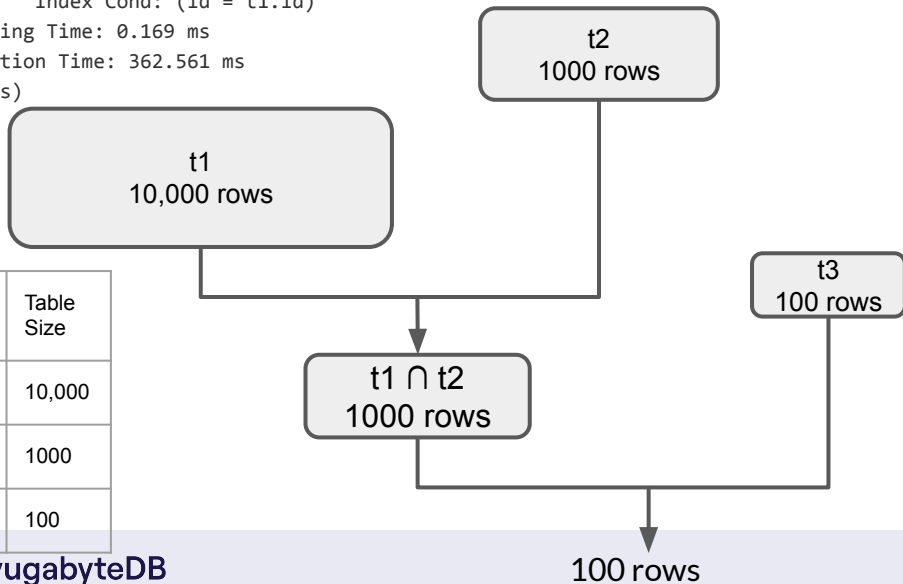 Index Cond: (id = t1.id)
ing Time: 0.169 ms
tion Time: 362.561 ms
s)
t2
1000 rows
t1
10,000 rows
t3
100 rows
Table
Size
10,000
1000
100
t1 ∩ t2
1000 rows
yugabyteDB
100 rows